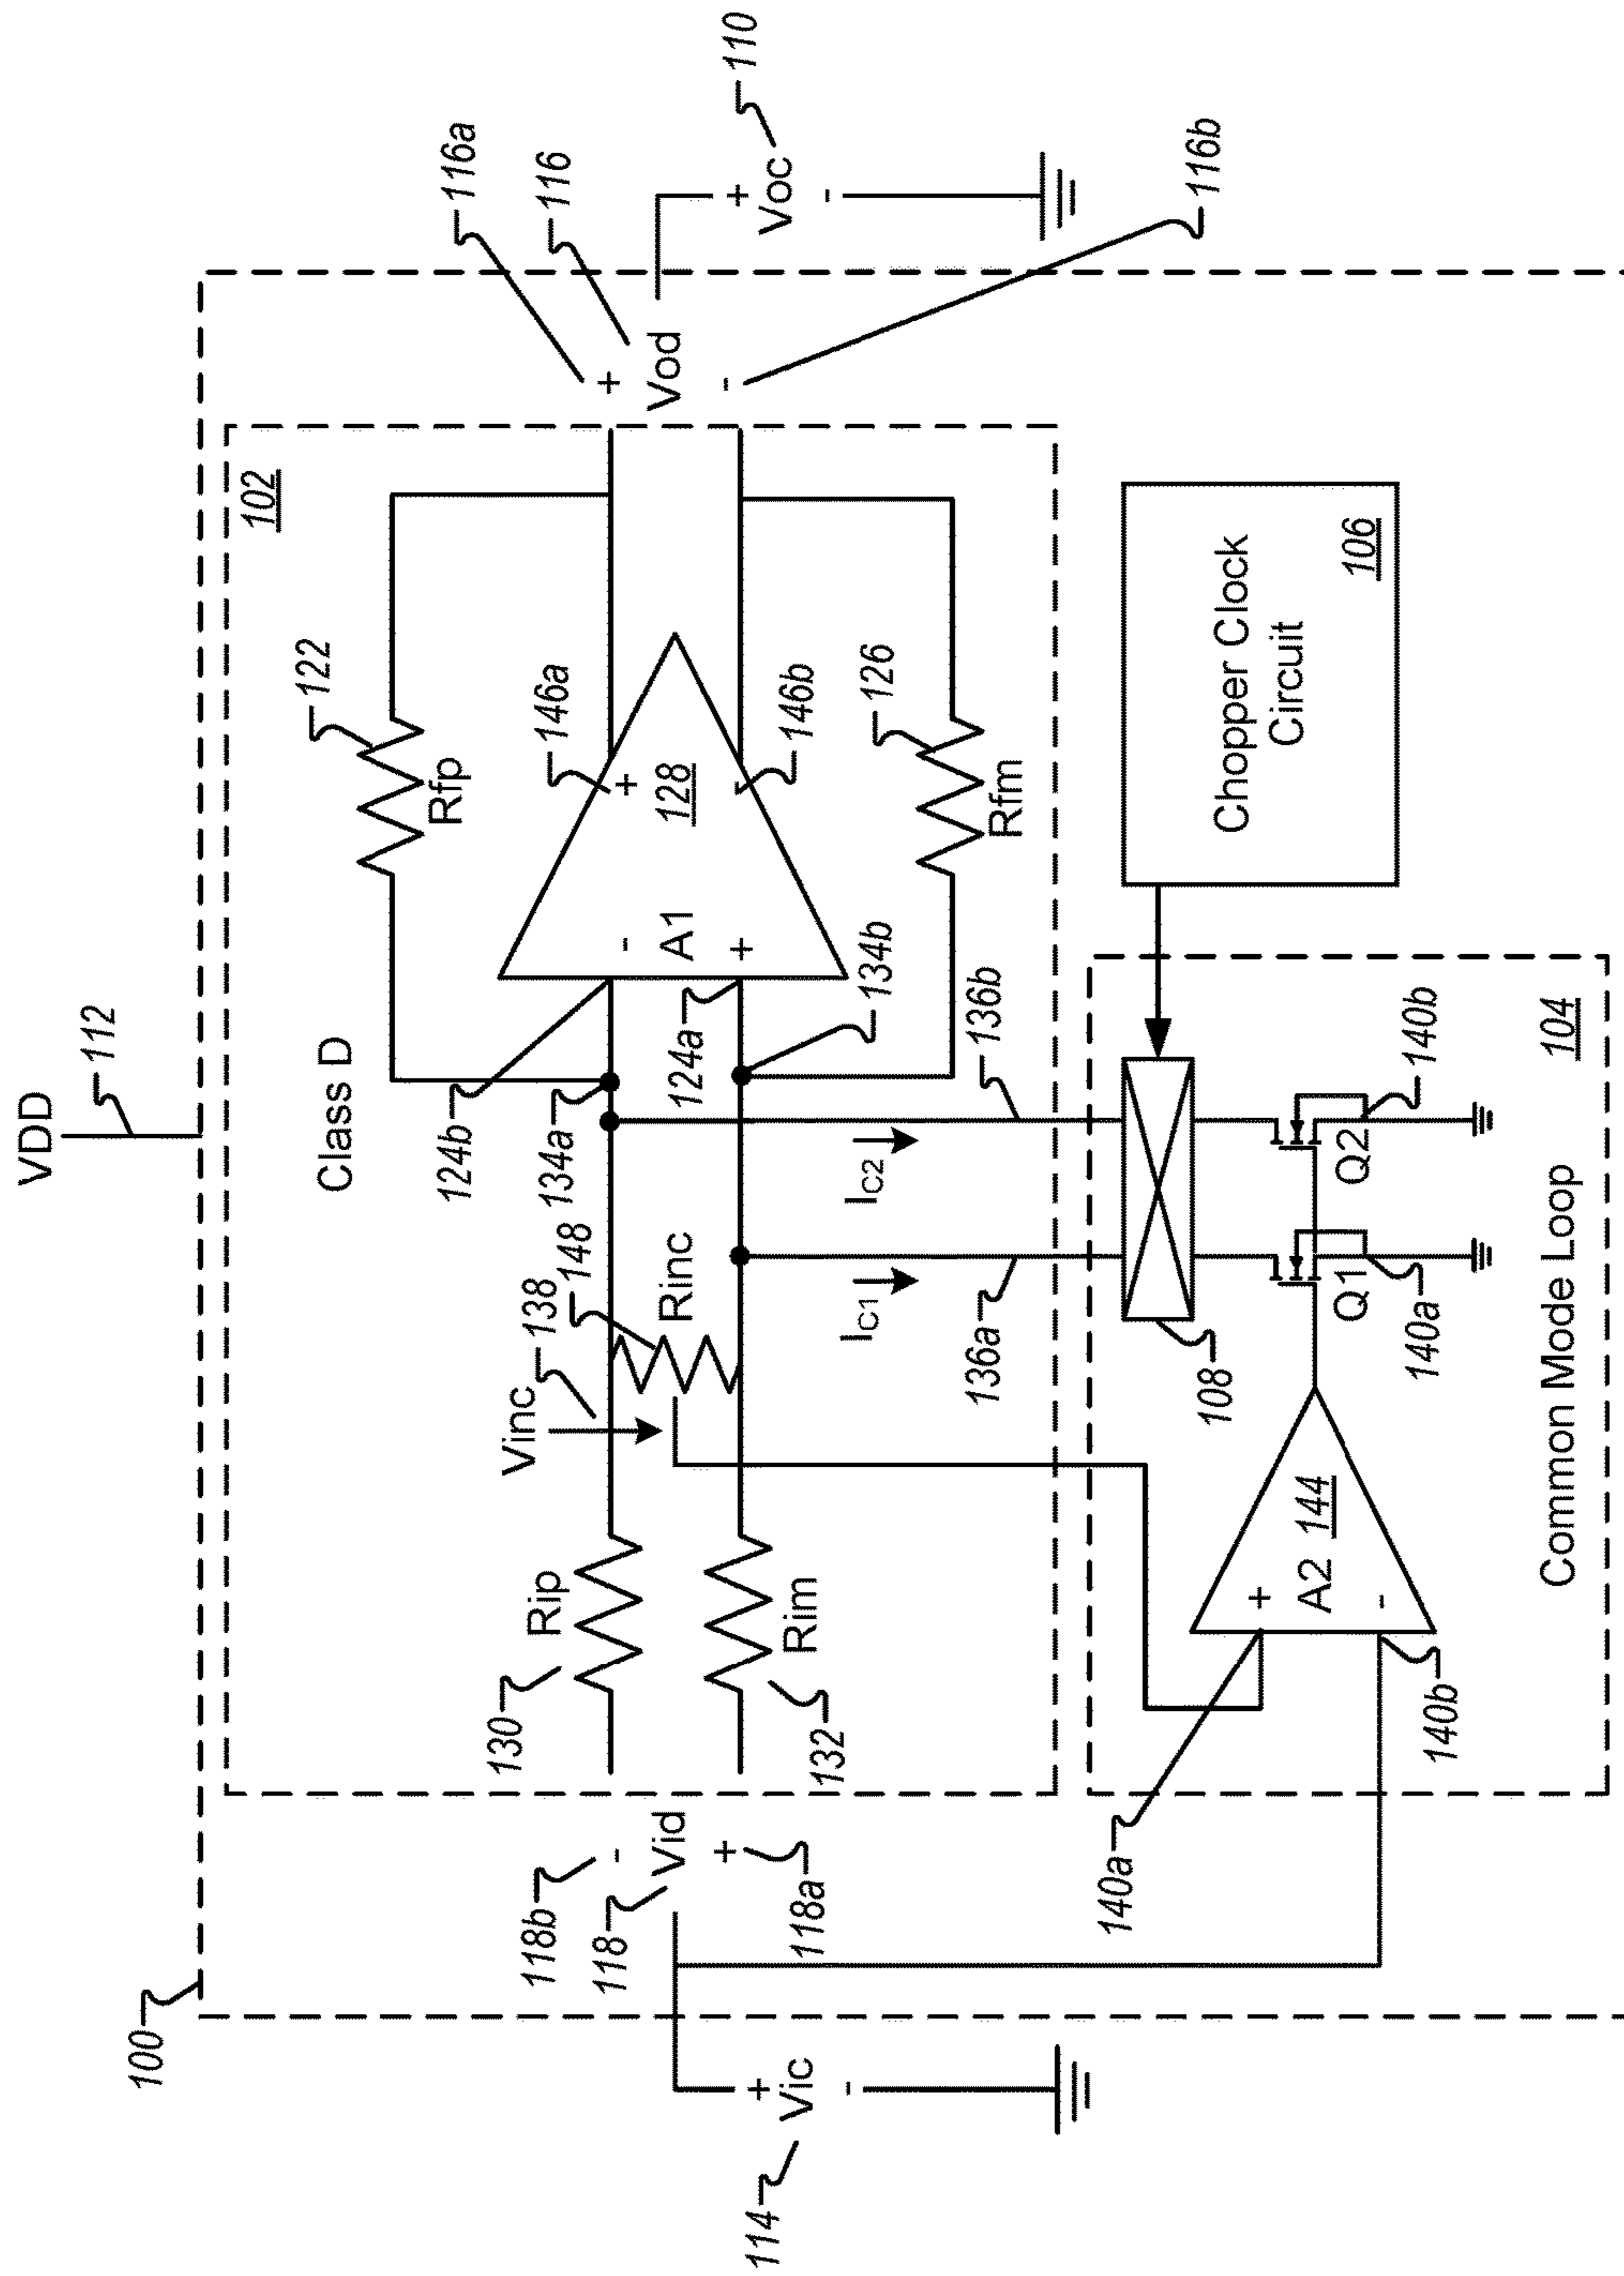 VDD
112
100
102
Class D
122
Rfp
116a
116
110
+
Vod
-
+
Voc
-
116b
124b
134a
146a
+
-
A1
128
+
-
146b
124a
134b
126
Rfm
Vinc
138
148
Rinc
130
Rip
Rim
132
118b
-
118
Vid
+
118a
114
+
Vic
-
IC1
IC2
136a
136b
108
Chopper Clock
Circuit
106
104
Q1
140a
Q2
140b
+
A2
144
-
140a
140b
Common Mode Loop